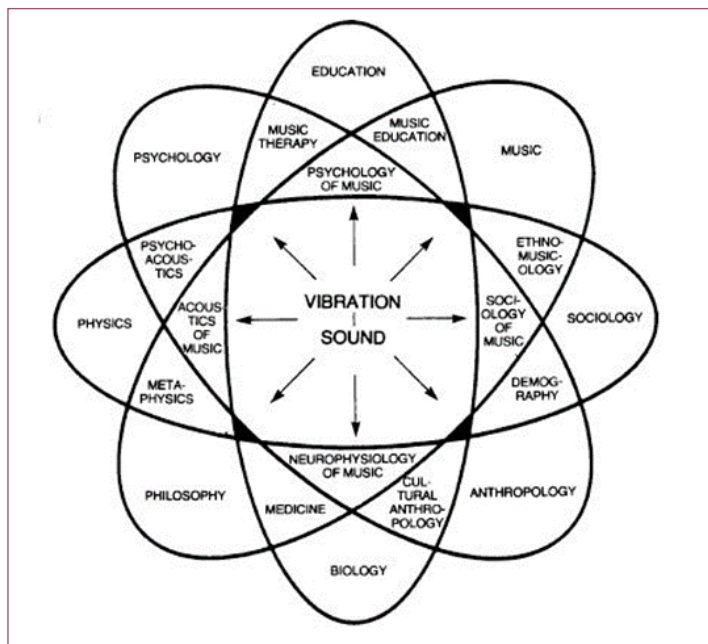 EDUCATION
MUSIC
THERAPY
MUSIC
EDUCATION
PSYCHOLOGY
MUSIC
PSYCHOLOGY
OF MUSIC
PSYCHO-
ACOUS-
TICS
ETHNO-
MUSIC-
OLOGY
PHYSICS
ACOUS-
TICS
OF
MUSIC
VIBRATION
SOUND
SOCI-
OLOGY
OF
MUSIC
SOCIOLOGY
META-
PHYSICS
DEMOG-
RAPHY
NEUROPHYSIOLOGY
OF MUSIC
PHILOSOPHY
MEDICINE
CUL-
TURAL
ANTHRO-
POLOGY
ANTHROPOLOGY
BIOLOGY